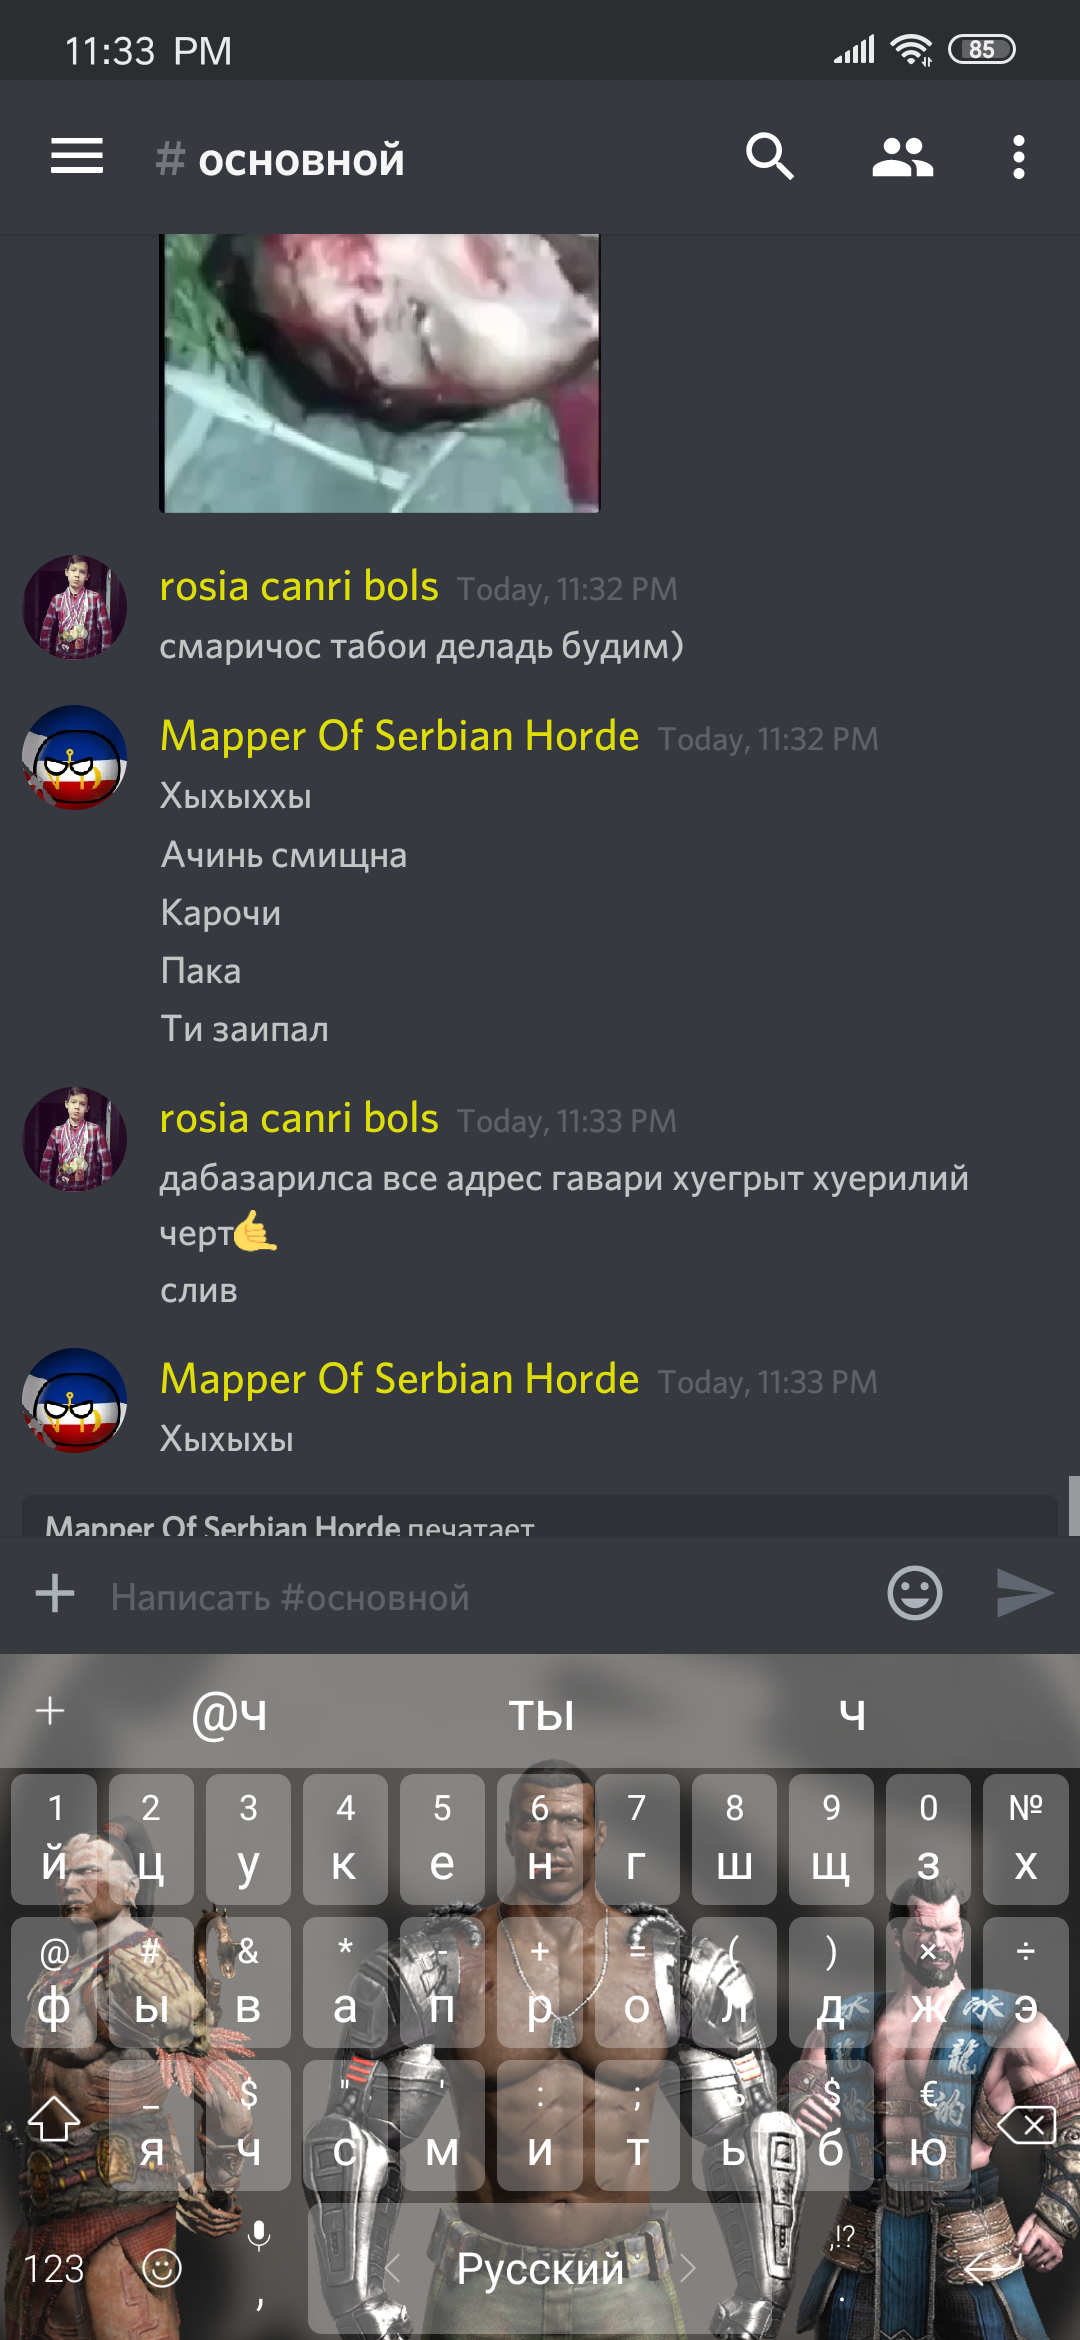 11:33 PM
85
# основной
rosia canri bols Today, 11:32 PM
смаричос табои деладь будим)
Mapper Of Serbian Horde Today, 11:32 PM
Хыхыххы
Ачинь смищна
Карочи
Пака
Ти заипал
rosia canri bols Today, 11:33 PM
дабазарилса все адрес гавари хуегрыт хуерилий
черт🤙
слив
Mapper Of Serbian Horde Today, 11:33 PM
Хыхыхы
Mapper Of Serbian Horde печатает
Написать #основной
@ч ты ч
1 2 3 4 5 6 7 8 9 0 №
й ц у к е н г ш щ з х
@ # & * - + = ( ) × ÷
ф ы в а п р о л д ж э
_ $ " ' : ; ъ $ €
я ч с м и т ь б ю
,!?
123 , Русский .